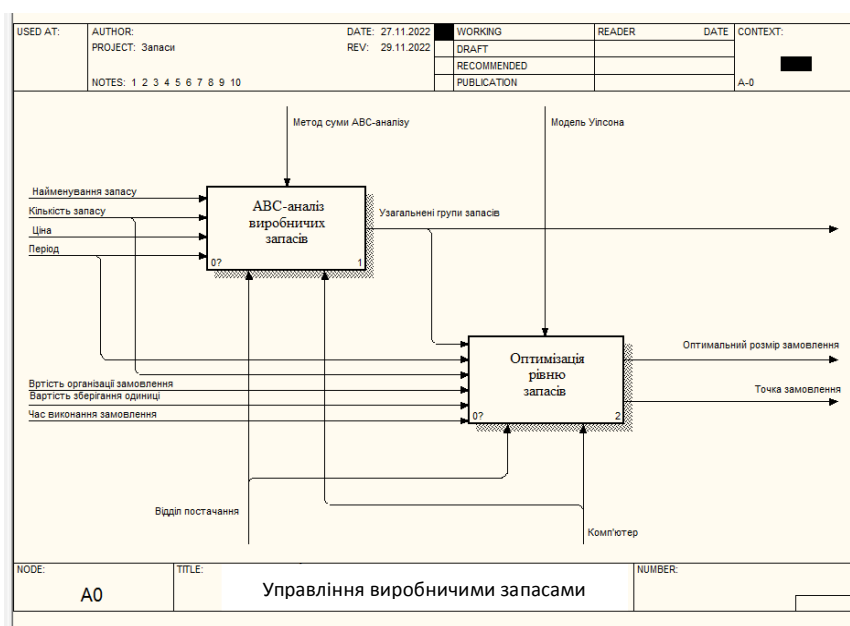 USED AT:
AUTHOR:
DATE: 27.11.2022
WORKING
READER
DATE
CONTEXT:
PROJECT: Запаси
REV: 29.11.2022
DRAFT
RECOMMENDED
NOTES: 1 2 3 4 5 6 7 8 9 10
PUBLICATION
A-0
Метод суми АВС-аналізу
Модель Уілсона
Найменування запасу
Кількість запасу
Ціна
Період
АВС-аналіз
виробничих
запасів
0?
1
Узагальнені групи запасів
Оптимізація
рівню
запасів
0?
2
Оптимальний розмір замовлення
Точка замовлення
Вртість організації замовлення
Вартість зберігання одиниці
Час виконання замовлення
Відділ постачання
Комп'ютер
NODE:
A0
TITLE:
Управління виробничими запасами
NUMBER: